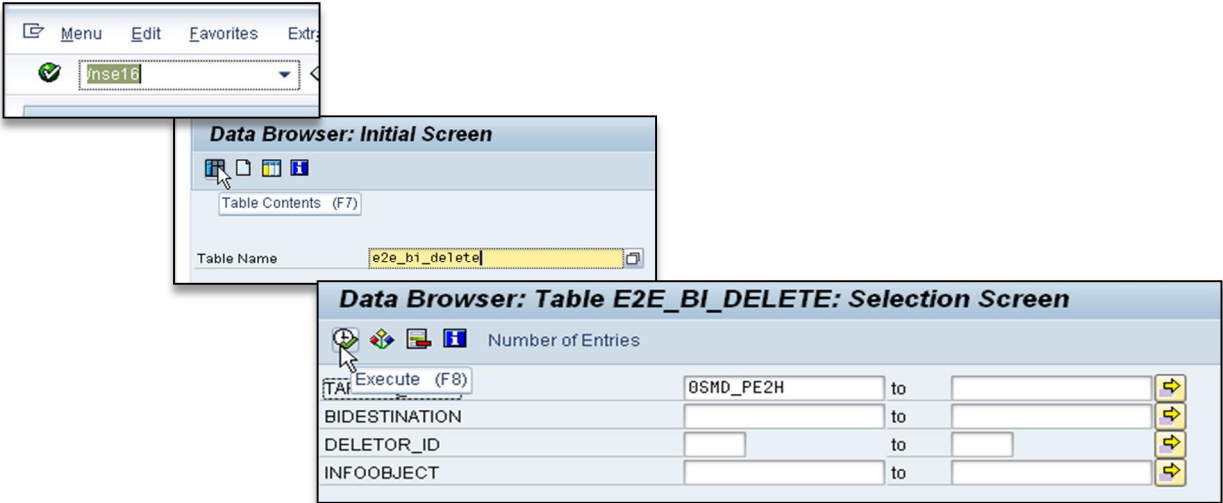 Menu Edit Favorites
/nse16
Data Browser: Initial Screen
Table Contents (F7)
Table Name e2e_bi_delete
Data Browser: Table E2E_BI_DELETE: Selection Screen
Number of Entries
Execute (F8)
0SMD_PE2H to
BIDESTINATION to
DELETOR_ID to
INFOOBJECT to